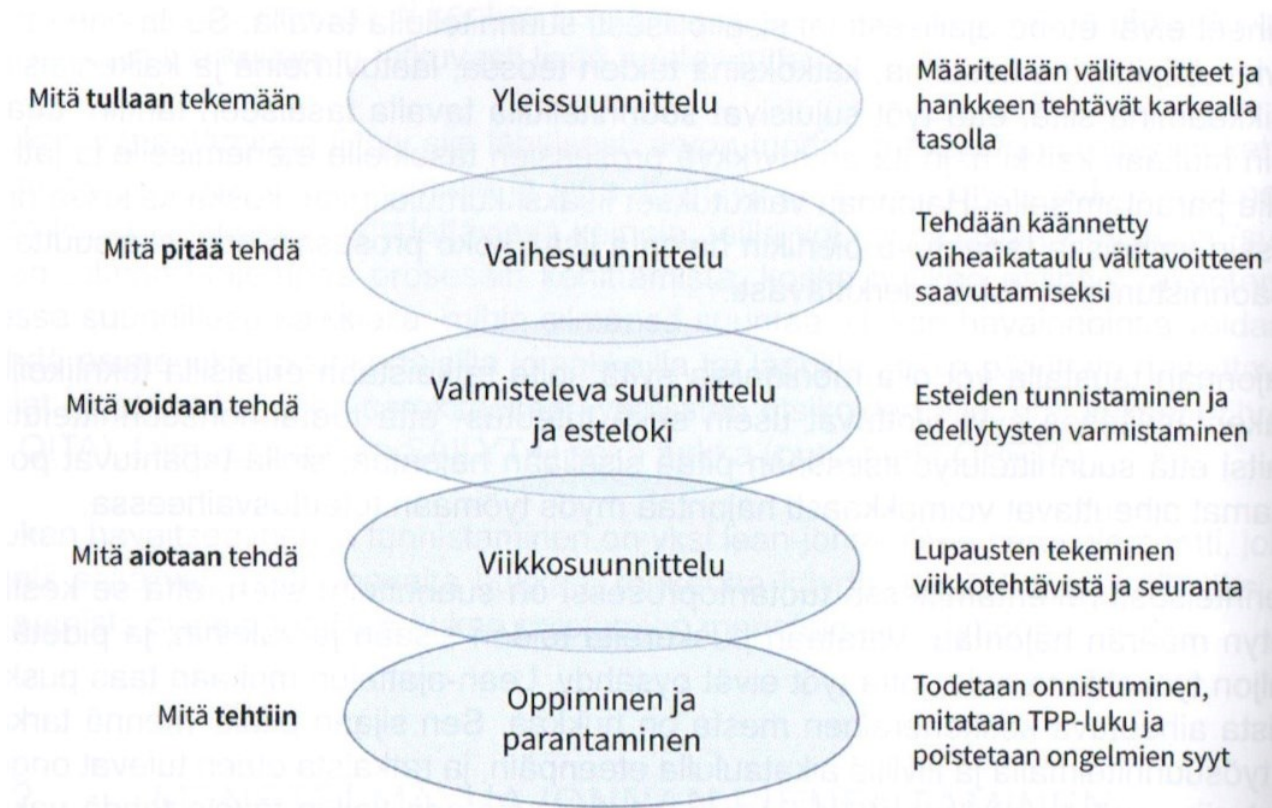 Mitä tullaan tekemään
Yleissuunnittelu
Määritellään välitavoitteet ja
hankkeen tehtävät karkealla
tasolla
Mitä pitää tehdä
Vaihesuunnittelu
Tehdään käännetty
vaiheaikataulu välitavoitteen
saavuttamiseksi
Mitä voidaan tehdä
Valmisteleva suunnittelu
ja esteloki
Esteiden tunnistaminen ja
edellytysten varmistaminen
Mitä aiotaan tehdä
Viikkosuunnittelu
Lupausten tekeminen
viikkotehtävistä ja seuranta
Mitä tehtiin
Oppiminen ja
parantaminen
Todetaan onnistuminen,
mitataan TPP-luku ja
poistetaan ongelmien syyt